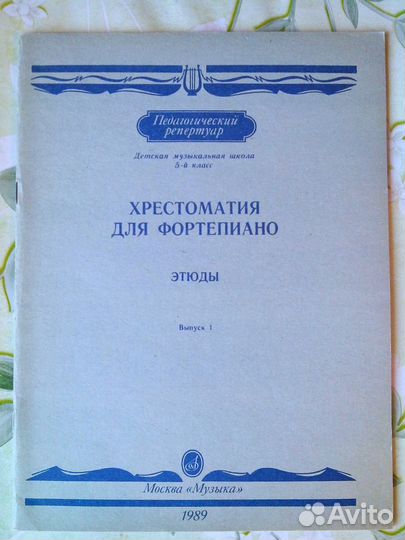 Педагогический
репертуар
Детская музыкальная школа
5-й класс
ХРЕСТОМАТИЯ
ДЛЯ ФОРТЕПИАНО
ЭТЮДЫ
Выпуск 1
Москва «Музыка»
1989
Avito